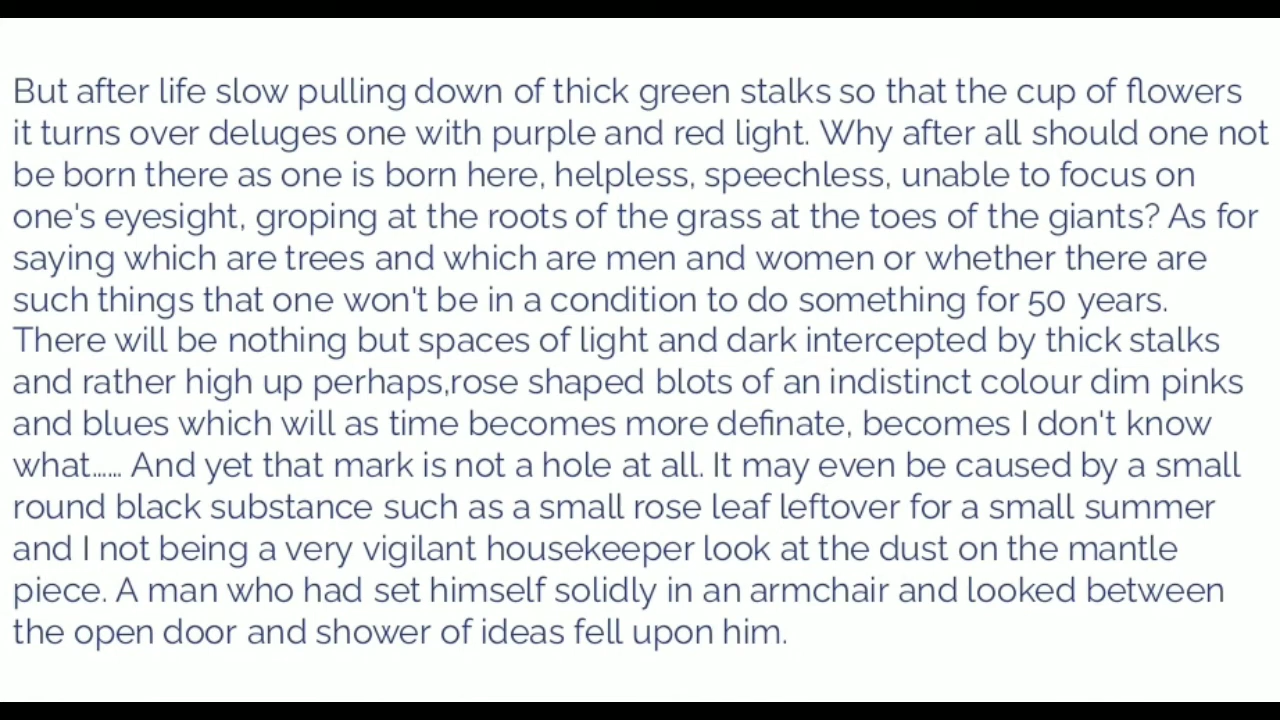 But after life slow pulling down of thick green stalks so that the cup of flowers
it turns over deluges one with purple and red light. Why after all should one not
be born there as one is born here, helpless, speechless, unable to focus on
one's eyesight, groping at the roots of the grass at the toes of the giants? As for
saying which are trees and which are men and women or whether there are
such things that one won't be in a condition to do something for 50 years.
There will be nothing but spaces of light and dark intercepted by thick stalks
and rather high up perhaps,rose shaped blots of an indistinct colour dim pinks
and blues which will as time becomes more definate, becomes I don't know
what...... And yet that mark is not a hole at all. It may even be caused by a small
round black substance such as a small rose leaf leftover for a small summer
and I not being a very vigilant housekeeper look at the dust on the mantle
piece. A man who had set himself solidly in an armchair and looked between
the open door and shower of ideas fell upon him.